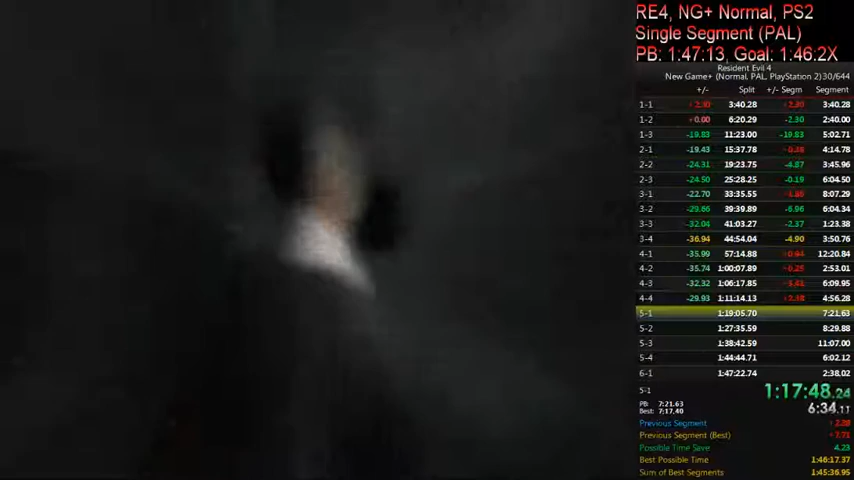 RE4, NG+ Normal, PS2
Single Segment (PAL)
PB: 1:47:13, Goal: 1:46:2X
Resident Evil 4
New Game+ (Normal, PAL, PlayStation 2) 30/644
+/- Split +/- Segm Segment
1-1 +2.30 3:40.28 +2.30 3:40.28
1-2 +0.00 6:20.29 -2.30 2:40.00
1-3 -19.83 11:23.00 -19.83 5:02.71
2-1 -19.43 15:37.78 4:14.78
2-2 -24.31 19:23.75 -4.87 3:45.96
2-3 -24.50 25:28.25 -0.19 6:04.50
3-1 -22.70 33:35.55 8:07.29
3-2 -29.66 39:39.89 -6.96 6:04.34
3-3 -32.04 41:03.27 -2.37 1:23.38
3-4 -36.94 44:54.04 -4.90 3:50.76
4-1 -35.99 57:14.88 +0.94 12:20.84
4-2 -35.74 1:00:07.89 +0.25 2:53.01
4-3 -32.32 1:06:17.85 +3.41 6:09.95
4-4 -29.93 1:11:14.13 +2.38 4:56.28
5-1 1:19:05.70 7:21.63
5-2 1:27:35.59 8:29.88
5-3 1:38:42.59 11:07.00
5-4 1:44:44.71 6:02.12
6-1 1:47:22.74 2:38.02
5-1 1:17:48.24
PB: 7:21.63
Best: 7:17.40 6:34.11
Previous Segment +2.38
Previous Segment (Best) +7.71
Possible Time Save 4.23
Best Possible Time 1:46:17.37
Sum of Best Segments 1:45:36.95